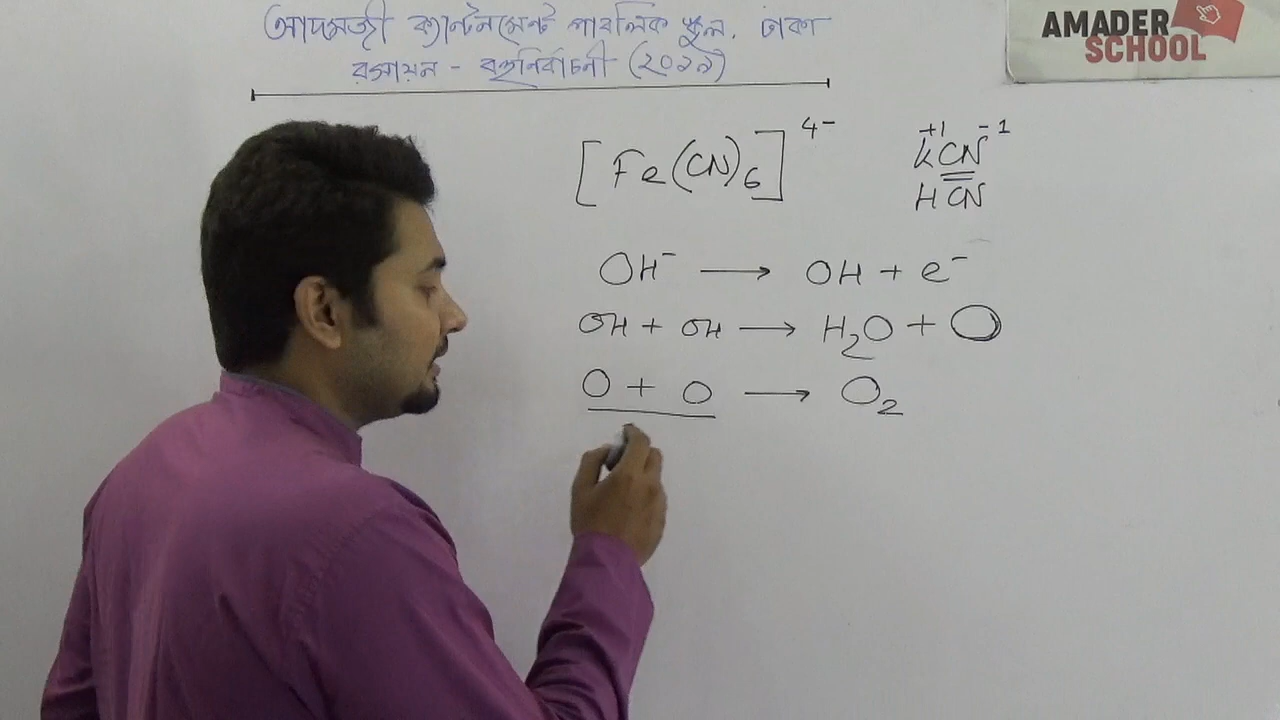 আদমজী ক্যান্টনমেন্ট পাবলিক স্কুল, ঢাকা
রসায়ন - বহুনির্বাচনী (২০১৯)
AMADER
SCHOOL
[Fe(CN)₆]⁴⁻
+1 -1
KCN
HCN
OH⁻ → OH + e⁻
OH + OH → H₂O + O
O + O → O₂